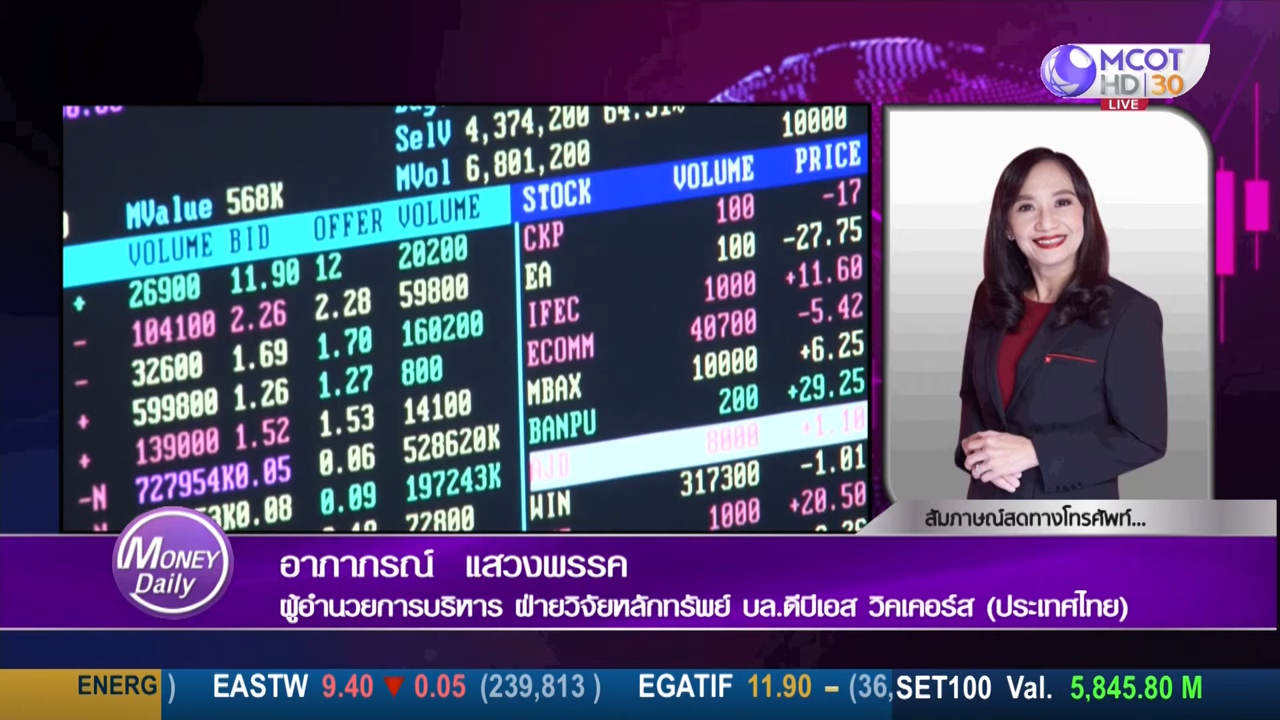 MCOT
HD 30
LIVE
SelV 4,374,200 64.51%
10000
MVol 6,801,200
MValue 568K
VOLUME BID OFFER VOLUME
STOCK VOLUME PRICE
+ 26900 11.90 12 20200
- 104100 2.26 2.28 59800
- 32600 1.69 1.70 160200
+ 599800 1.26 1.27 800
+ 139000 1.52 1.53 14100
-N 727954K0.05 0.06 528620K
K0.08 0.09 197243K
72800
CKP 100 -17
EA 100 -27.75
IFEC 1000 +11.60
ECOMM 40700 -5.42
MBAX 10000 +6.25
BANPU 200 +29.25
AJD 8000 +1.10
WIN 317300 -1.01
1000 +20.50
สัมภาษณ์สดทางโทรศัพท์...
MONEY
Daily
อาภาภรณ์ แสวงพรรค
ผู้อำนวยการบริหาร ฝ่ายวิจัยหลักทรัพย์ บล.ดีบีเอส วิคเคอร์ส (ประเทศไทย)
ENERG ) EASTW 9.40 ▼ 0.05 (239,813 ) EGATIF 11.90 – (36, SET100 Val. 5,845.80 M